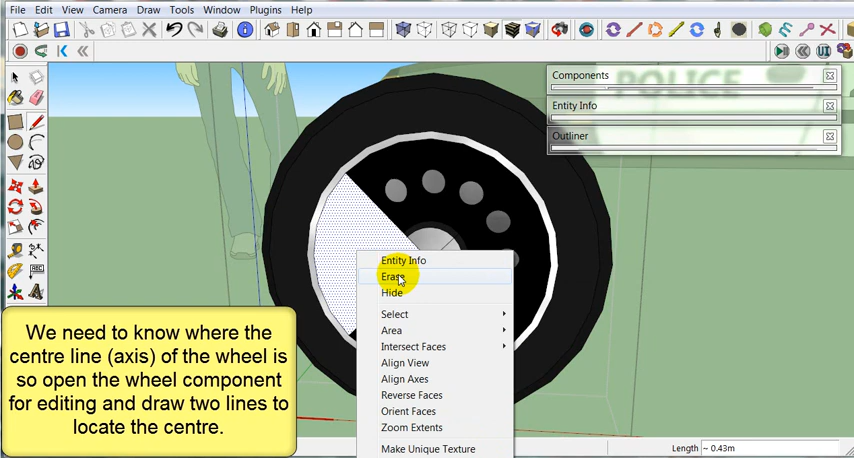 File Edit View Camera Draw Tools Window Plugins Help
UI
Components
POLICE
Entity Info
Outliner
ABC
Entity Info
Erase
Hide
Select
Area
Intersect Faces
Align View
Align Axes
Reverse Faces
Orient Faces
Zoom Extents
Make Unique Texture
We need to know where the
centre line (axis) of the wheel is
so open the wheel component
for editing and draw two lines to
locate the centre.
Length ~ 0.43m